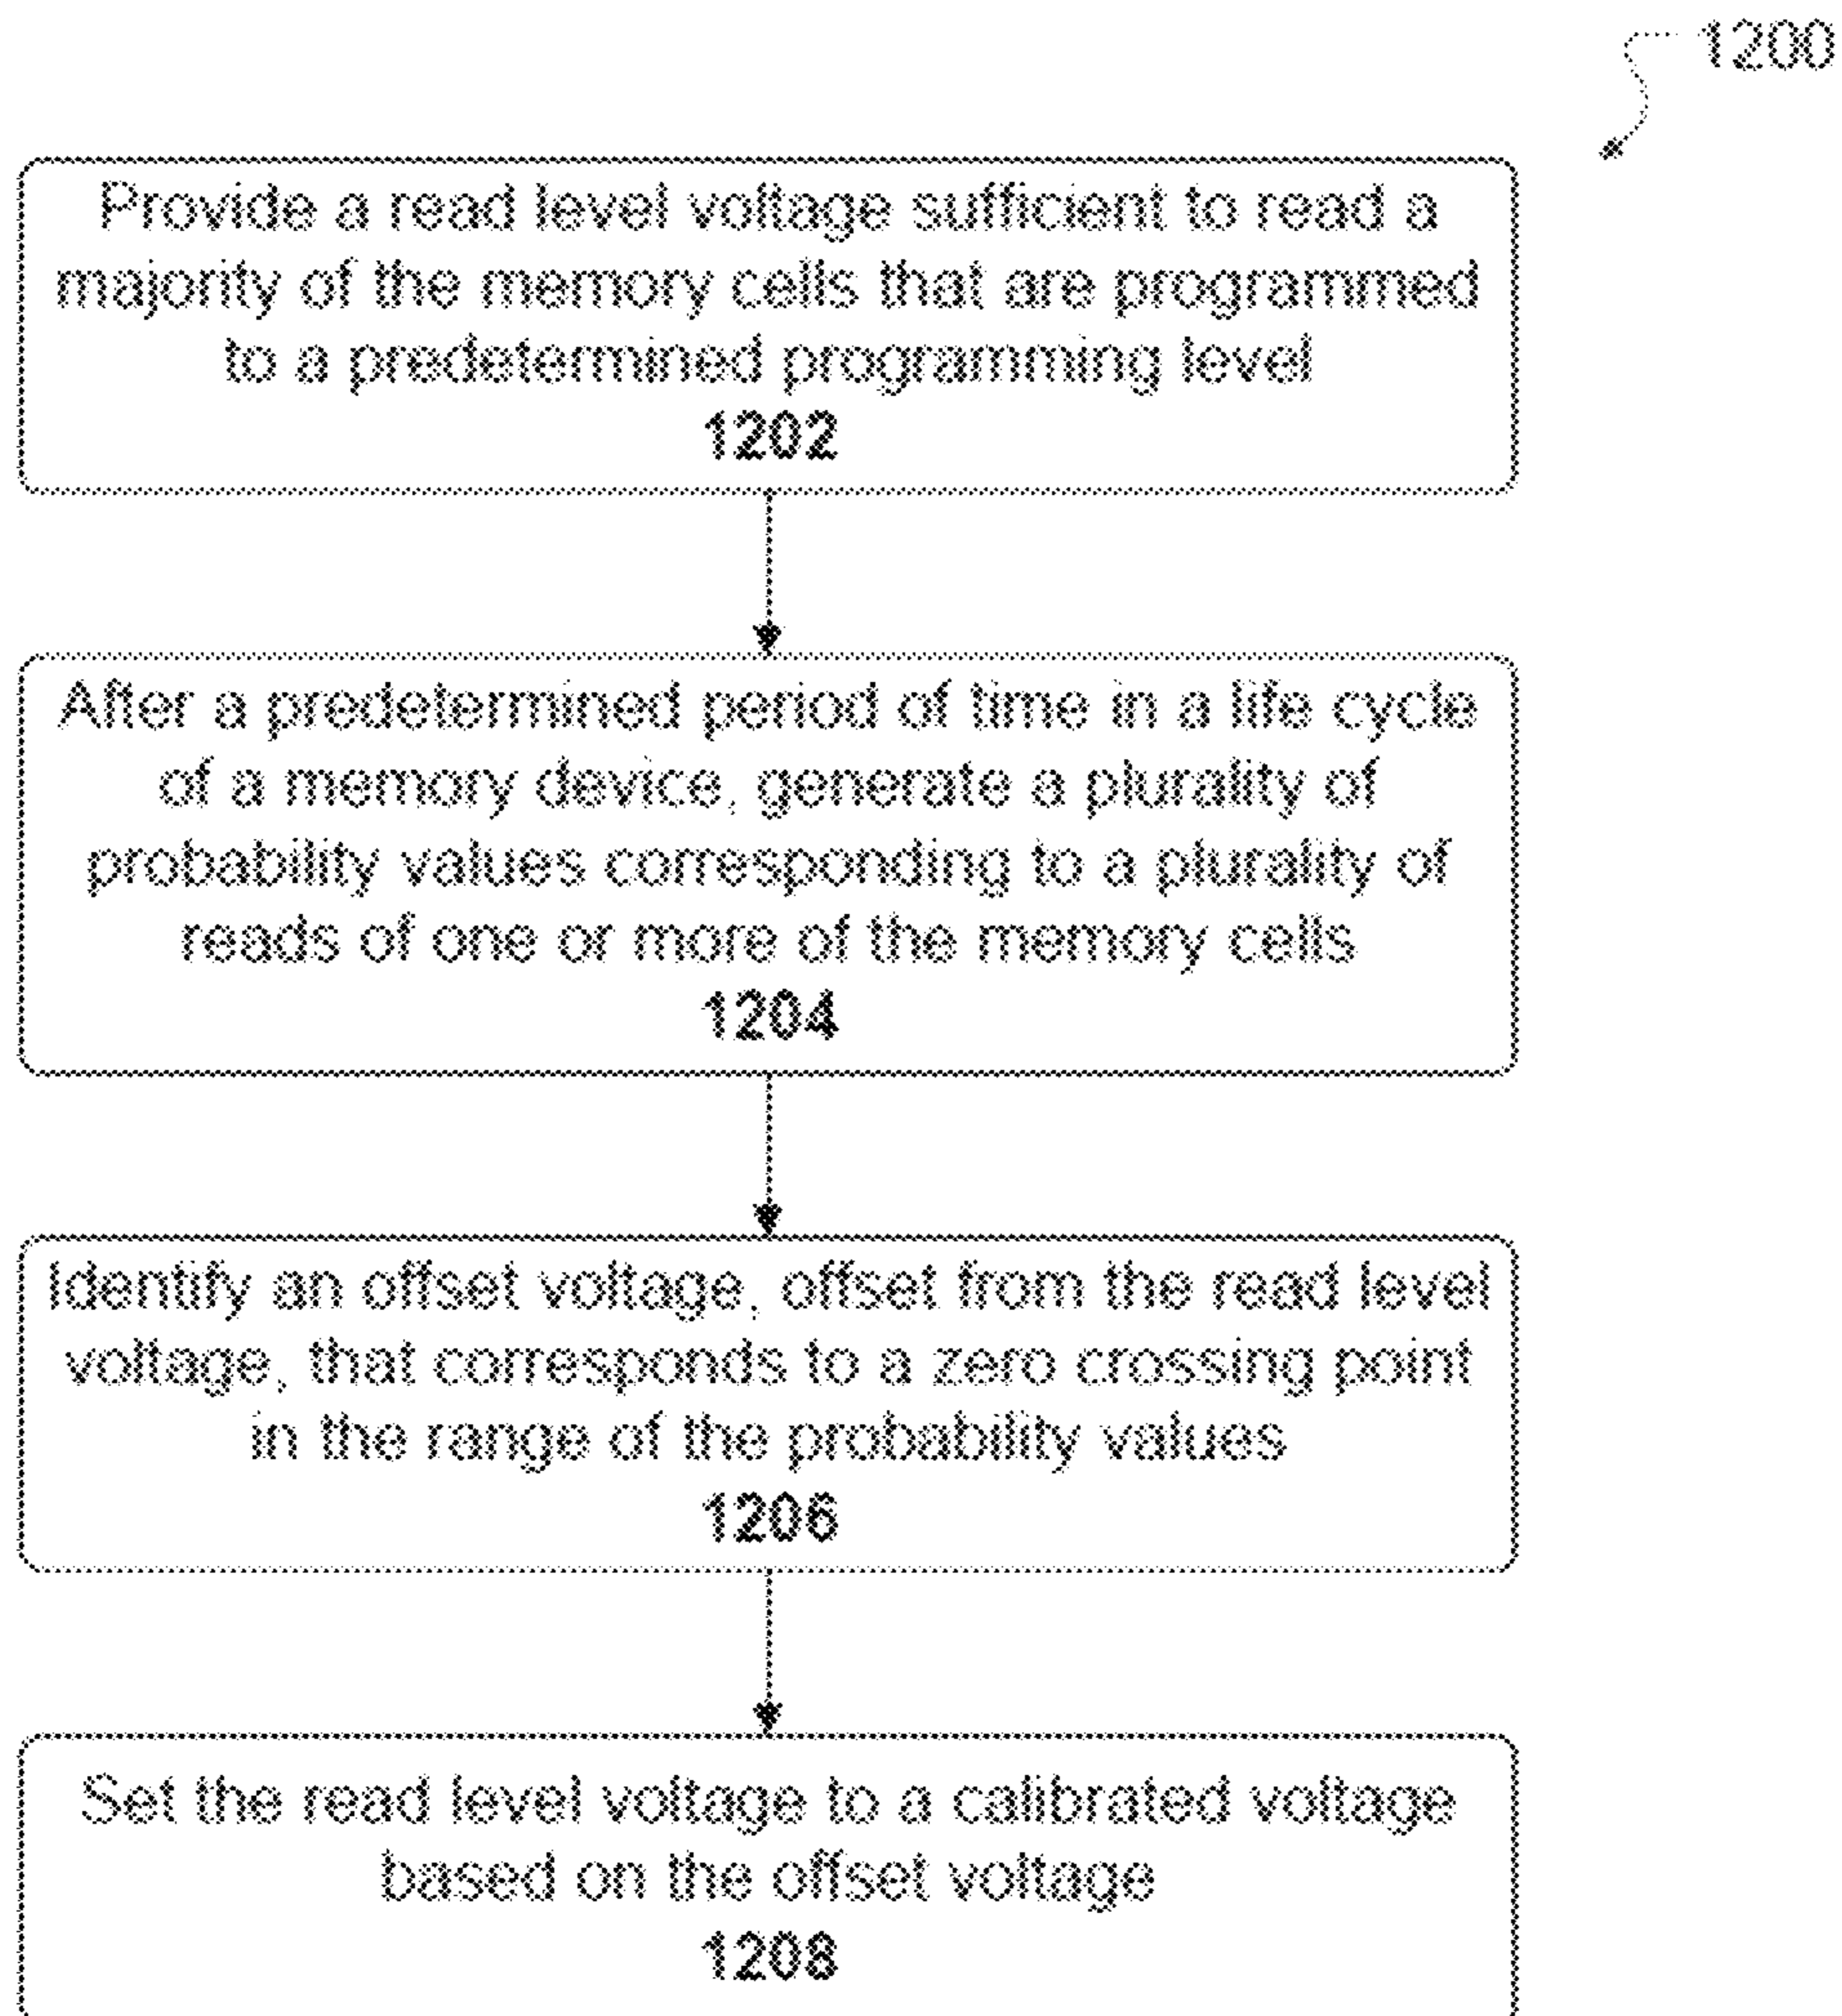 1200
Provide a read level voltage sufficient to read a
majority of the memory cells that are programmed
to a predetermined programming level
1202
After a predetermined period of time in a life cycle
of a memory device, generate a plurality of
probability values corresponding to a plurality of
reads of one or more of the memory cells
1204
Identify an offset voltage, offset from the read level
voltage, that corresponds to a zero crossing point
in the range of the probability values
1206
Set the read level voltage to a calibrated voltage
based on the offset voltage
1208